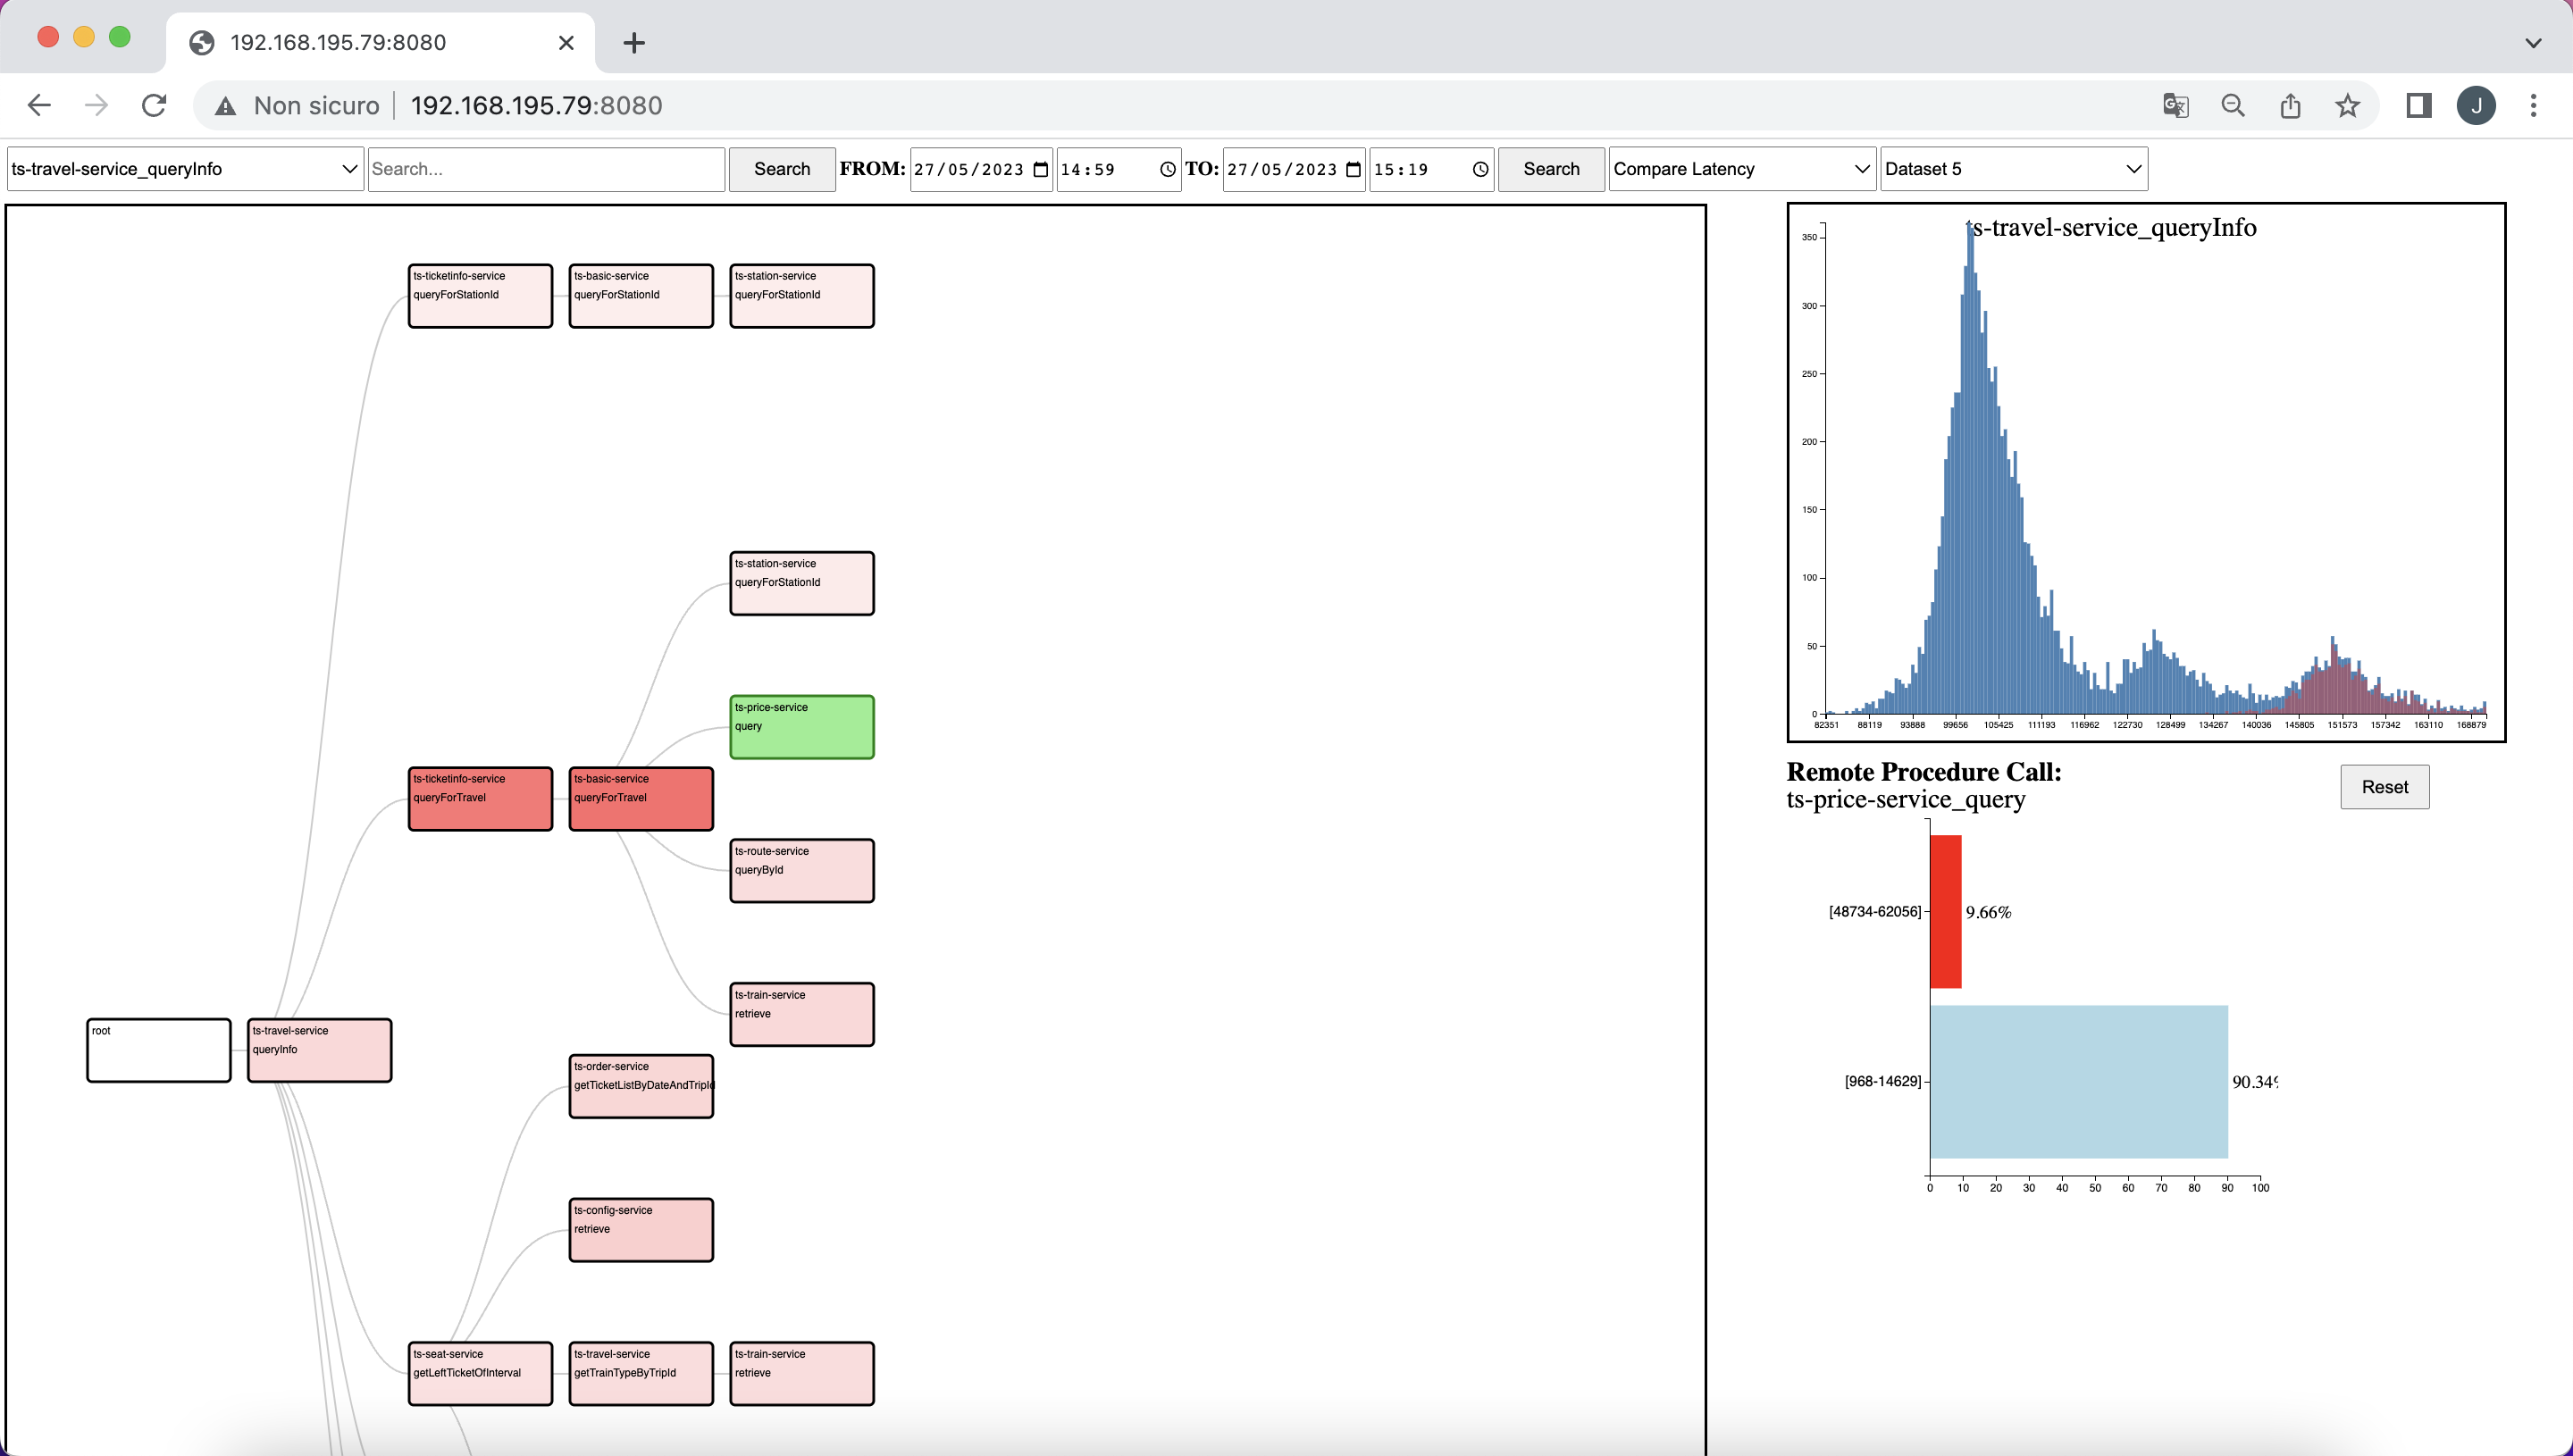 192.168.195.79:8080
Non sicuro 192.168.195.79:8080
J
ts-travel-service_queryInfo Search... Search FROM: 27/05/2023 14:59 TO: 27/05/2023 15:19 Search Compare Latency Dataset 5
ts-ticketinfo-service
queryForStationId
ts-basic-service
queryForStationId
ts-station-service
queryForStationId
ts-station-service
queryForStationId
ts-price-service
query
ts-ticketinfo-service
queryForTravel
ts-basic-service
queryForTravel
ts-route-service
queryById
ts-train-service
retrieve
root
ts-travel-service
queryInfo
ts-order-service
getTicketListByDateAndTripId
ts-config-service
retrieve
ts-seat-service
getLeftTicketOfInterval
ts-travel-service
getTrainTypeByTripId
ts-train-service
retrieve
ts-travel-service_queryInfo
350
300
250
200
150
100
50
0
82351 88119 93888 99656 105425 111193 116962 122730 128499 134267 140036 145805 151573 157342 163110 168879
Remote Procedure Call:
ts-price-service_query
Reset
[48734-62056] 9.66%
[968-14629] 90.34%
0 10 20 30 40 50 60 70 80 90 100